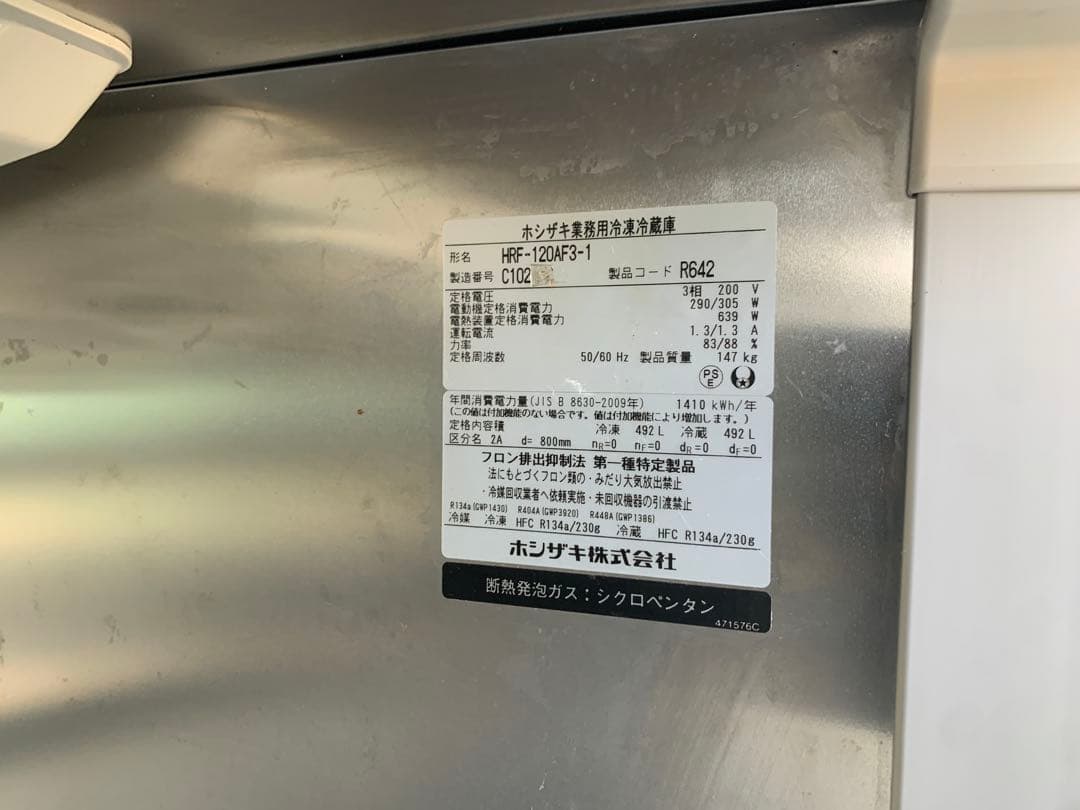 ホシザキ業務用冷凍冷蔵庫
形名 HRF-120AF3-1
製造番号 C102 製品コード R642
定格電圧 3相 200 V
電動機定格消費電力 290/305 W
電熱装置定格消費電力 639 W
運転電流 1.3/1.3 A
力率 83/88 %
定格周波数 50/60 Hz 製品質量 147 kg
PS
E
年間消費電力量(JIS B 8630-2009年) 1410 kWh/年
(この値は付加機能のない場合です。値は付加機能により増加します。)
定格内容積 冷凍 492 L 冷蔵 492 L
区分名 2A d= 800mm nR=0 nF=0 dR=0 dF=0
フロン排出抑制法 第一種特定製品
法にもとづくフロン類の・みだり大気放出禁止
・冷媒回収業者へ依頼実施・未回収機器の引渡禁止
R134a(GWP1430) R404A(GWP3920) R448A(GWP1386)
冷媒 冷凍 HFC R134a/230g 冷蔵 HFC R134a/230g
ホシザキ株式会社
断熱発泡ガス：シクロペンタン
471576C